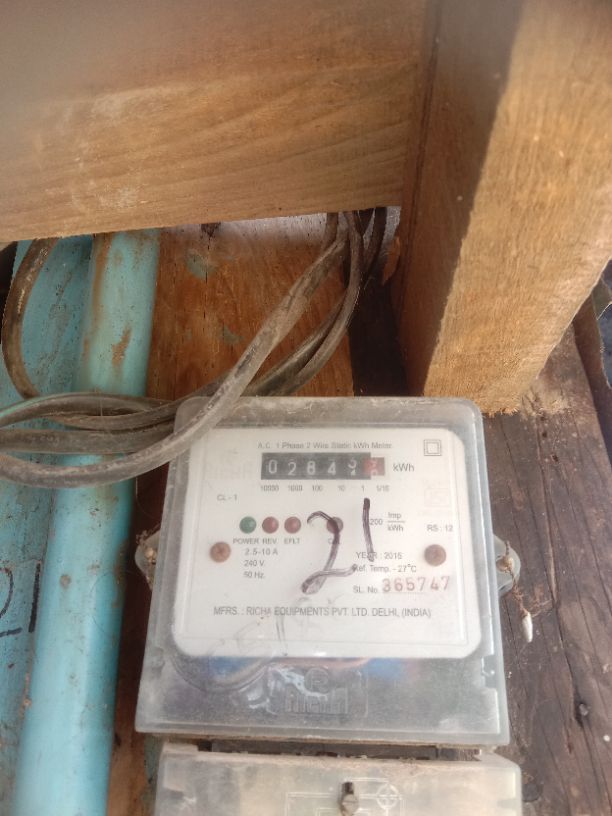 A.C. 1 Phase 2 Wire Static kWh Meter.
kWh
10000 1000 100 10 1 1/10
CL - 1
200 Imp/kWh
RS : 12
POWER REV. EFLT
2.5-10 A
240 V.
50 Hz.
21
YEAR : 2015
Ref. Temp. - 27°C
SL. No. 365747
MFRS. : RICHA EQUIPMENTS PVT. LTD. DELHI, (INDIA)